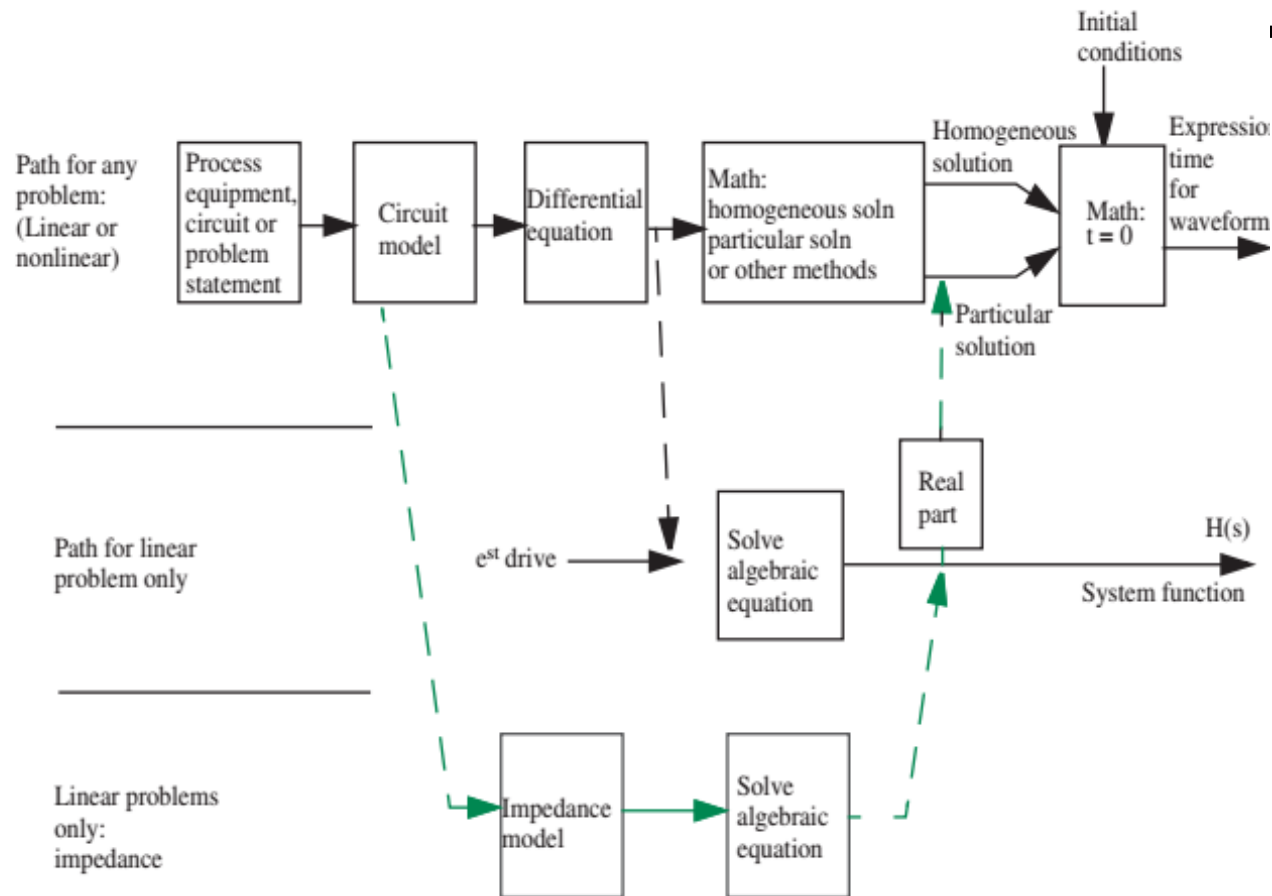 Initial
conditions
Path for any
problem:
(Linear or
nonlinear)
Process
equipment,
circuit or
problem
statement
Circuit
model
Differential
equation
Math:
homogeneous soln
particular soln
or other methods
Homogeneous
solution
Particular
solution
Math:
t = 0
Expression
time
for
waveform
Path for linear
problem only
eˢᵗ drive
Solve
algebraic
equation
Real
part
H(s)
System function
Linear problems
only:
impedance
Impedance
model
Solve
algebraic
equation